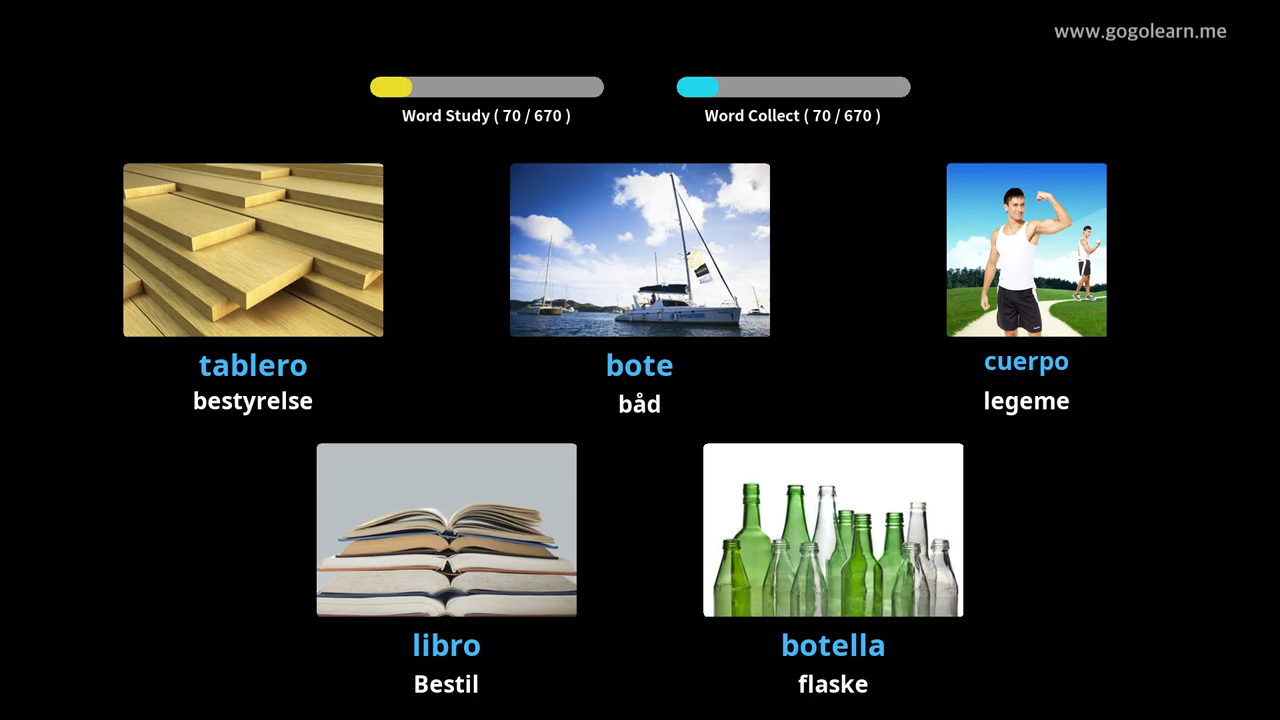 www.gogolearn.me
Word Study ( 70 / 670 )
Word Collect ( 70 / 670 )
tablero
bestyrelse
bote
båd
cuerpo
legeme
libro
Bestil
botella
flaske